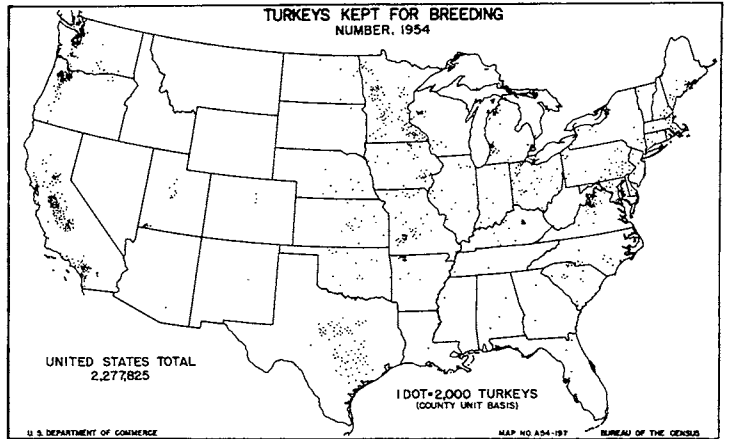 TURKEYS KEPT FOR BREEDING
NUMBER, 1954
UNITED STATES TOTAL
2,277,825
1 DOT=2,000 TURKEYS
(COUNTY UNIT BASIS)
U. S. DEPARTMENT OF COMMERCE
MAP NO. A54-197
BUREAU OF THE CENSUS